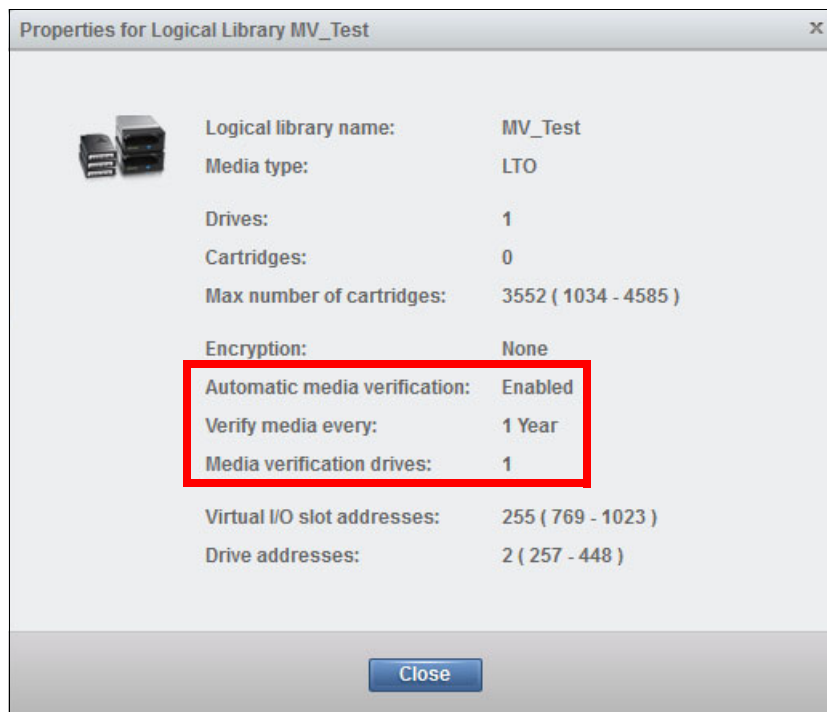 Properties for Logical Library MV_Test x
Logical library name: MV_Test
Media type: LTO
Drives: 1
Cartridges: 0
Max number of cartridges: 3552 ( 1034 - 4585 )
Encryption: None
Automatic media verification: Enabled
Verify media every: 1 Year
Media verification drives: 1
Virtual I/O slot addresses: 255 ( 769 - 1023 )
Drive addresses: 2 ( 257 - 448 )
Close